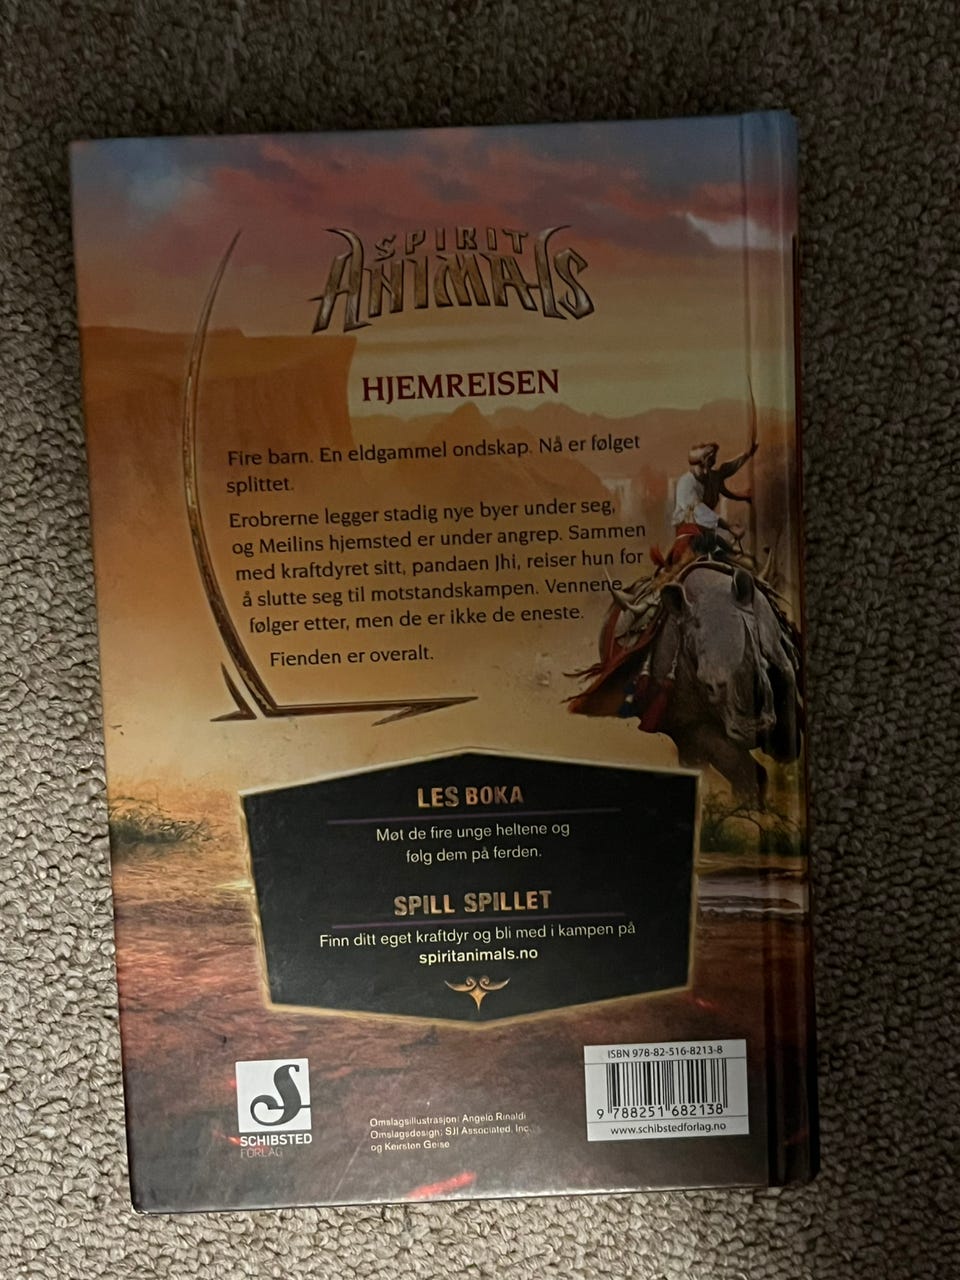 SPIRIT
ANIMALS
HJEMREISEN
Fire barn. En eldgammel ondskap. Nå er følget
splittet.
Erobrerne legger stadig nye byer under seg,
og Meilins hjemsted er under angrep. Sammen
med kraftdyret sitt, pandaen Jhi, reiser hun for
å slutte seg til motstandskampen. Vennene
følger etter, men de er ikke de eneste.
Fienden er overalt.
LES BOKA
Møt de fire unge heltene og
følg dem på ferden.
SPILL SPILLET
Finn ditt eget kraftdyr og bli med i kampen på
spiritanimals.no
S
SCHIBSTED
FORLAG
Omslagsillustrasjon: Angelo Rinaldi
Omslagsdesign: SJI Associated, Inc.
og Keirsten Geise
ISBN 978-82-516-8213-8
9 788251 682138
www.schibstedforlag.no